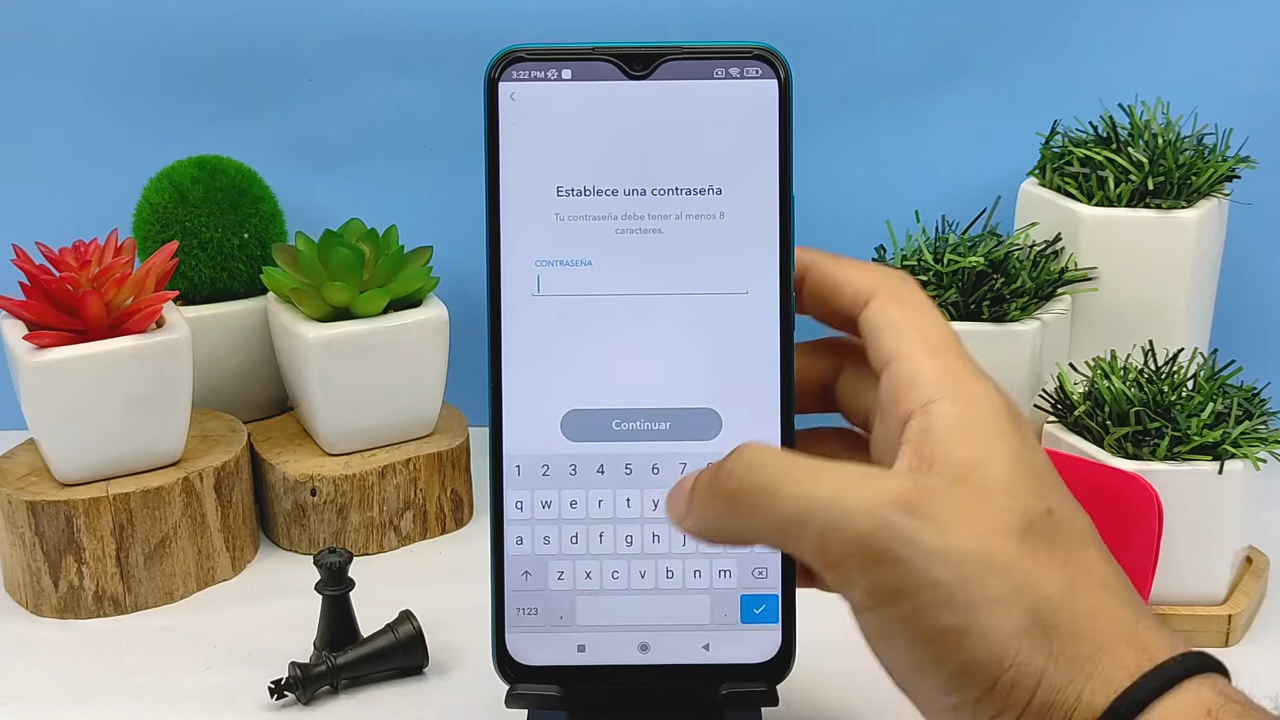 3:22 PM
74
Establece una contraseña
Tu contraseña debe tener al menos 8
caracteres.
CONTRASEÑA
Continuar
1 2 3 4 5 6 7
q w e r t y
a s d f g h j
z x c v b n m
?123 , .